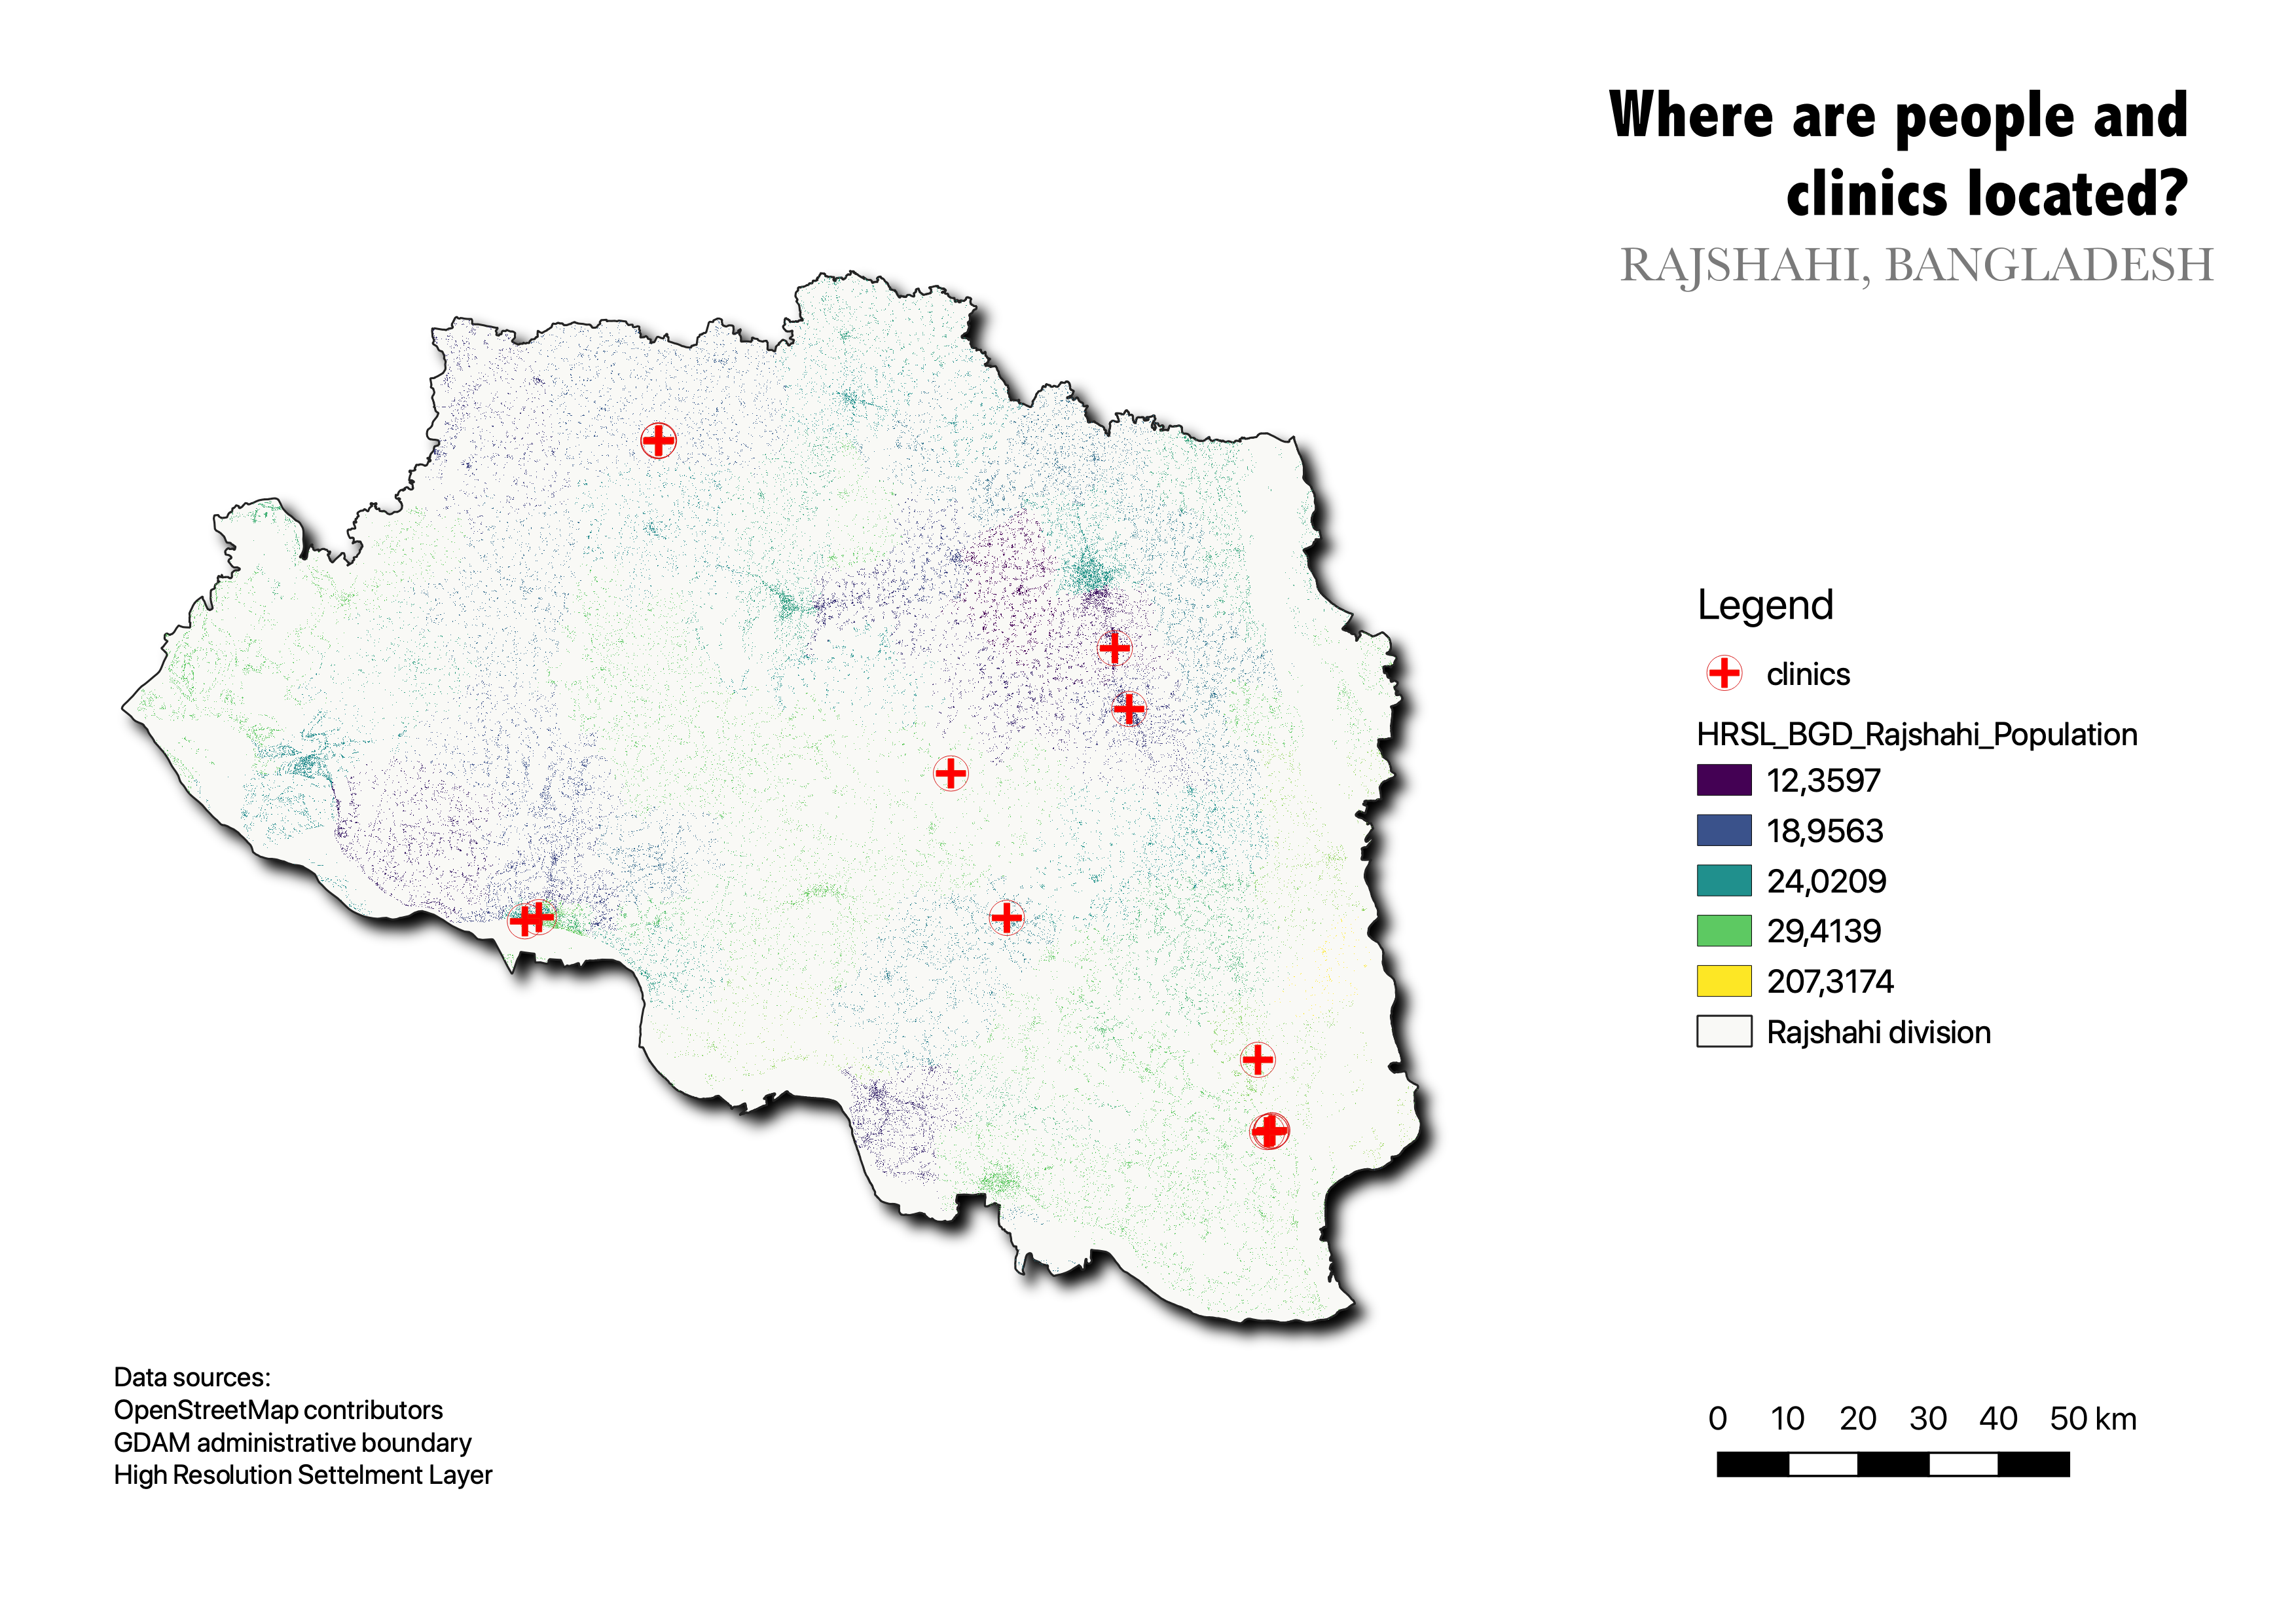 Where are people and
clinics located?
RAJSHAHI, BANGLADESH
Legend
clinics
HRSL_BGD_Rajshahi_Population
12,3597
18,9563
24,0209
29,4139
207,3174
Rajshahi division
Data sources:
OpenStreetMap contributors
GDAM administrative boundary
High Resolution Settelment Layer
0 10 20 30 40 50 km